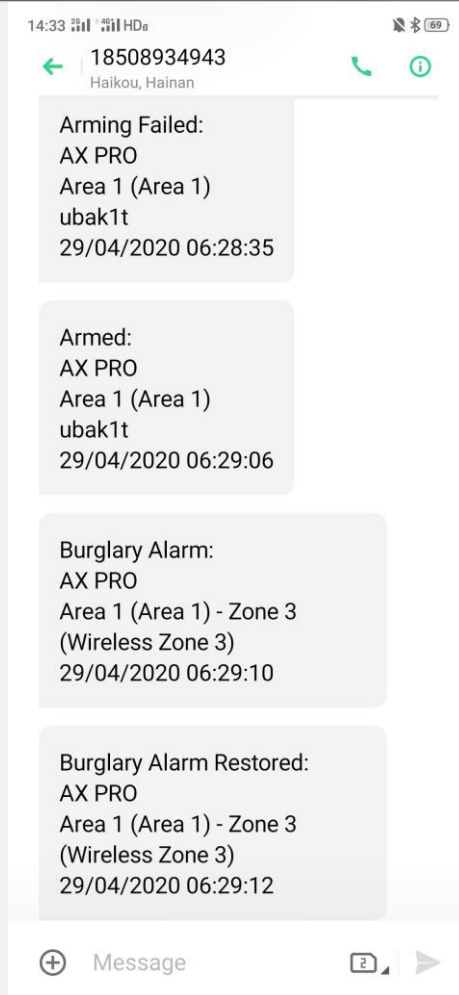 14:33 2G 4G HD
69
18508934943
Haikou, Hainan
Arming Failed:
AX PRO
Area 1 (Area 1)
ubak1t
29/04/2020 06:28:35
Armed:
AX PRO
Area 1 (Area 1)
ubak1t
29/04/2020 06:29:06
Burglary Alarm:
AX PRO
Area 1 (Area 1) - Zone 3
(Wireless Zone 3)
29/04/2020 06:29:10
Burglary Alarm Restored:
AX PRO
Area 1 (Area 1) - Zone 3
(Wireless Zone 3)
29/04/2020 06:29:12
Message
2